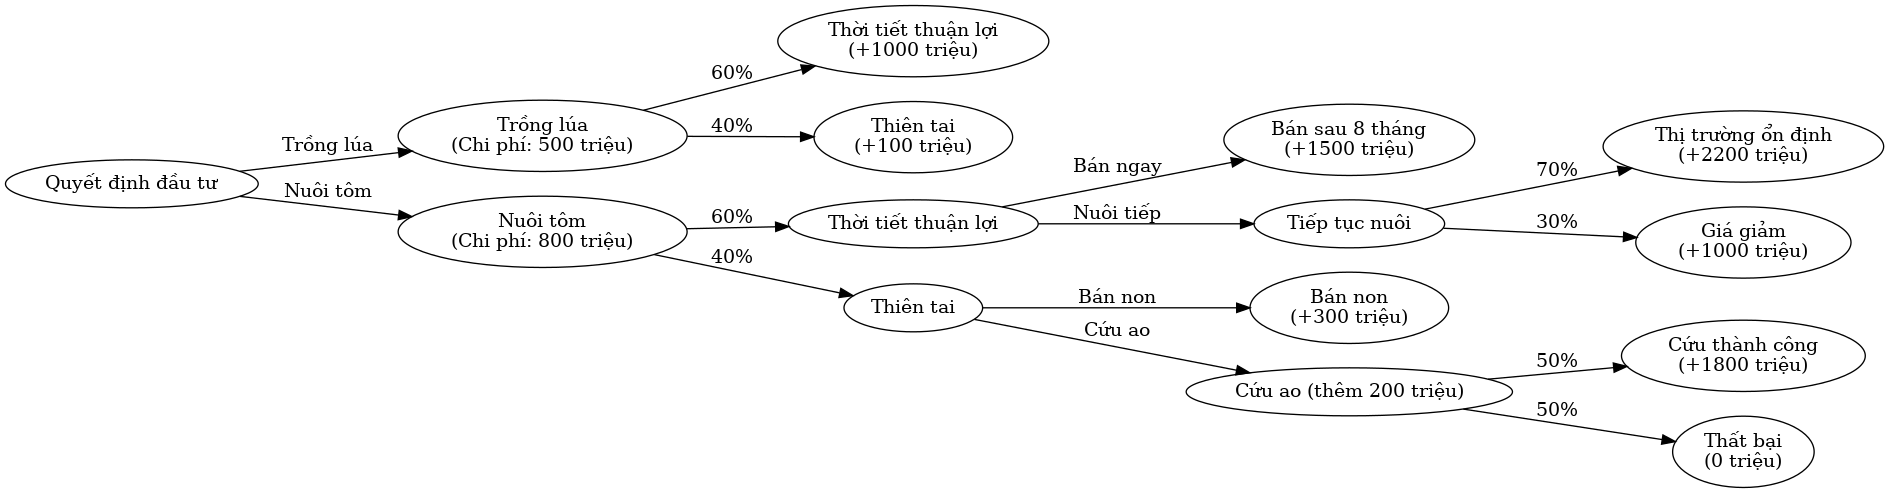 Quyết định đầu tư
Trồng lúa
Nuôi tôm
Trồng lúa
(Chi phí: 500 triệu)
Nuôi tôm
(Chi phí: 800 triệu)
60%
40%
60%
40%
Thời tiết thuận lợi
(+1000 triệu)
Thiên tai
(+100 triệu)
Thời tiết thuận lợi
Thiên tai
Bán ngay
Nuôi tiếp
Bán non
Cứu ao
Bán sau 8 tháng
(+1500 triệu)
Tiếp tục nuôi
Bán non
(+300 triệu)
Cứu ao (thêm 200 triệu)
70%
30%
50%
50%
Thị trường ổn định
(+2200 triệu)
Giá giảm
(+1000 triệu)
Cứu thành công
(+1800 triệu)
Thất bại
(0 triệu)